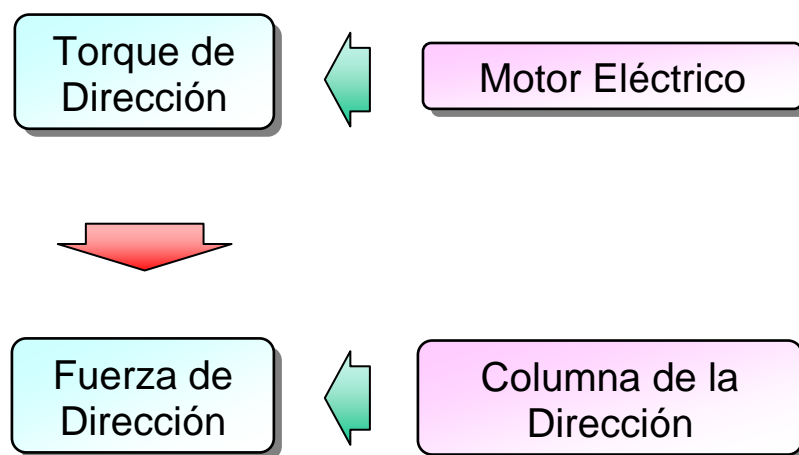 Torque de
Dirección
Motor Eléctrico
Fuerza de
Dirección
Columna de la
Dirección